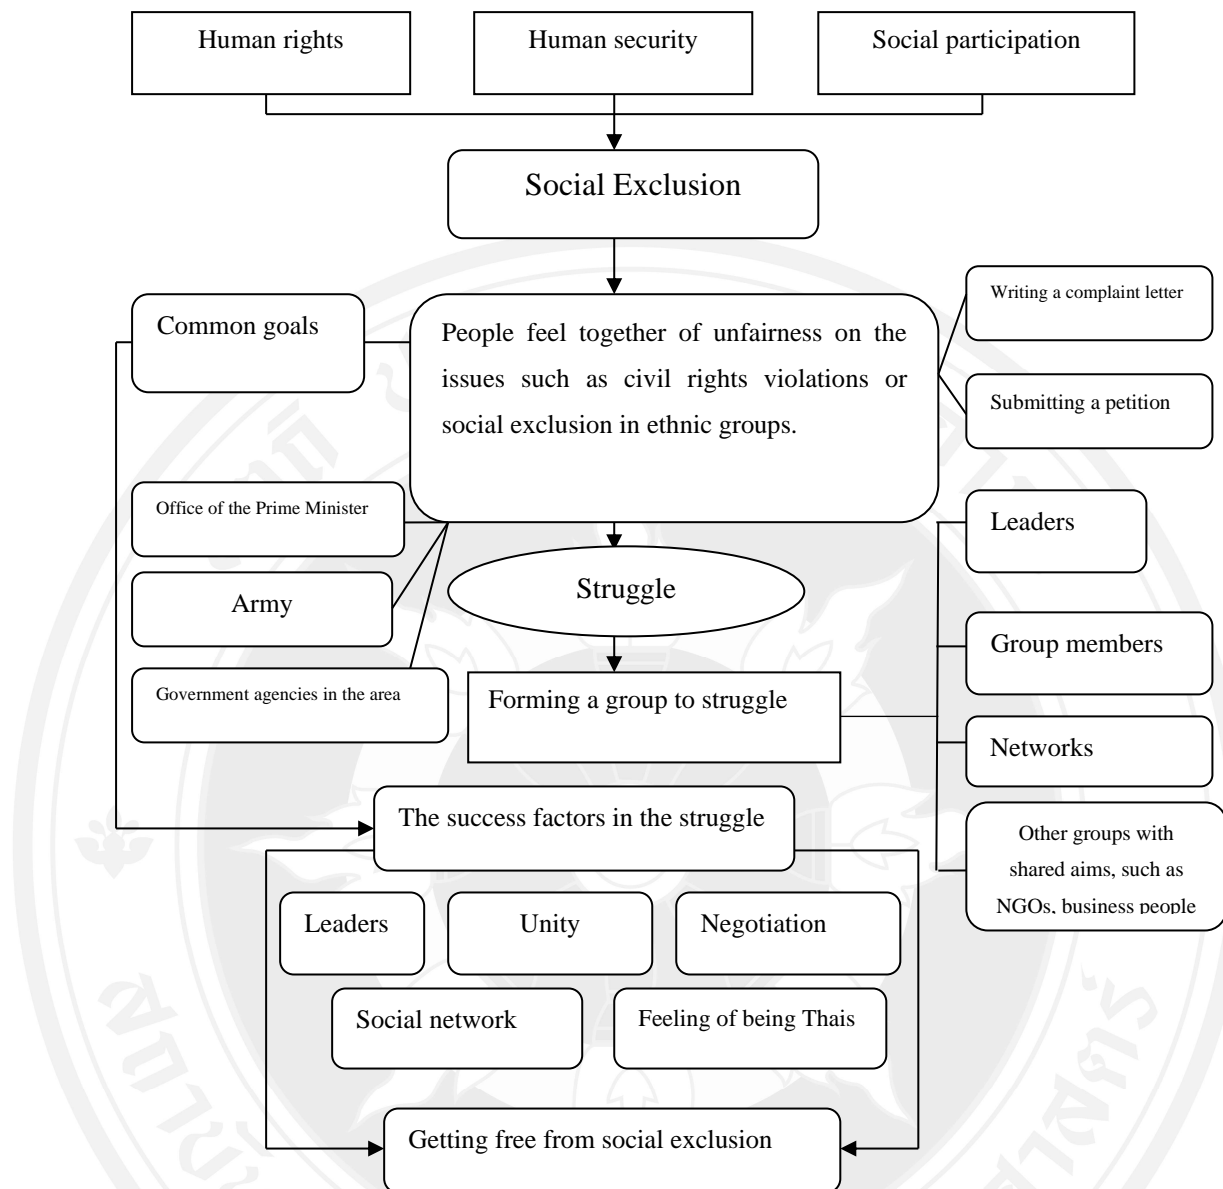 Human rights
Human security
Social participation
Social Exclusion
Common goals
People feel together of unfairness on the
issues such as civil rights violations or
social exclusion in ethnic groups.
Writing a complaint letter
Submitting a petition
Office of the Prime Minister
Army
Government agencies in the area
Struggle
Forming a group to struggle
Leaders
Group members
Networks
Other groups with
shared aims, such as
NGOs, business people
The success factors in the struggle
Leaders
Unity
Negotiation
Social network
Feeling of being Thais
Getting free from social exclusion